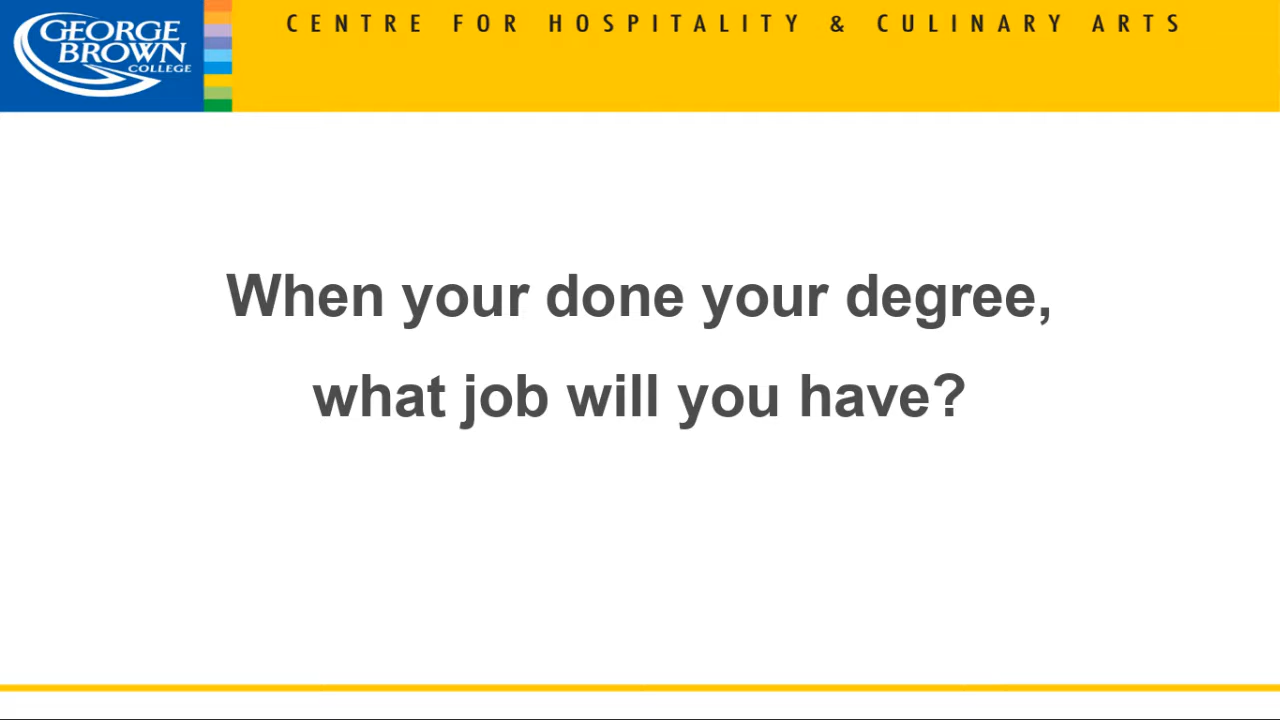 GEORGE
BROWN
COLLEGE
CENTRE FOR HOSPITALITY & CULINARY ARTS
When your done your degree,
what job will you have?